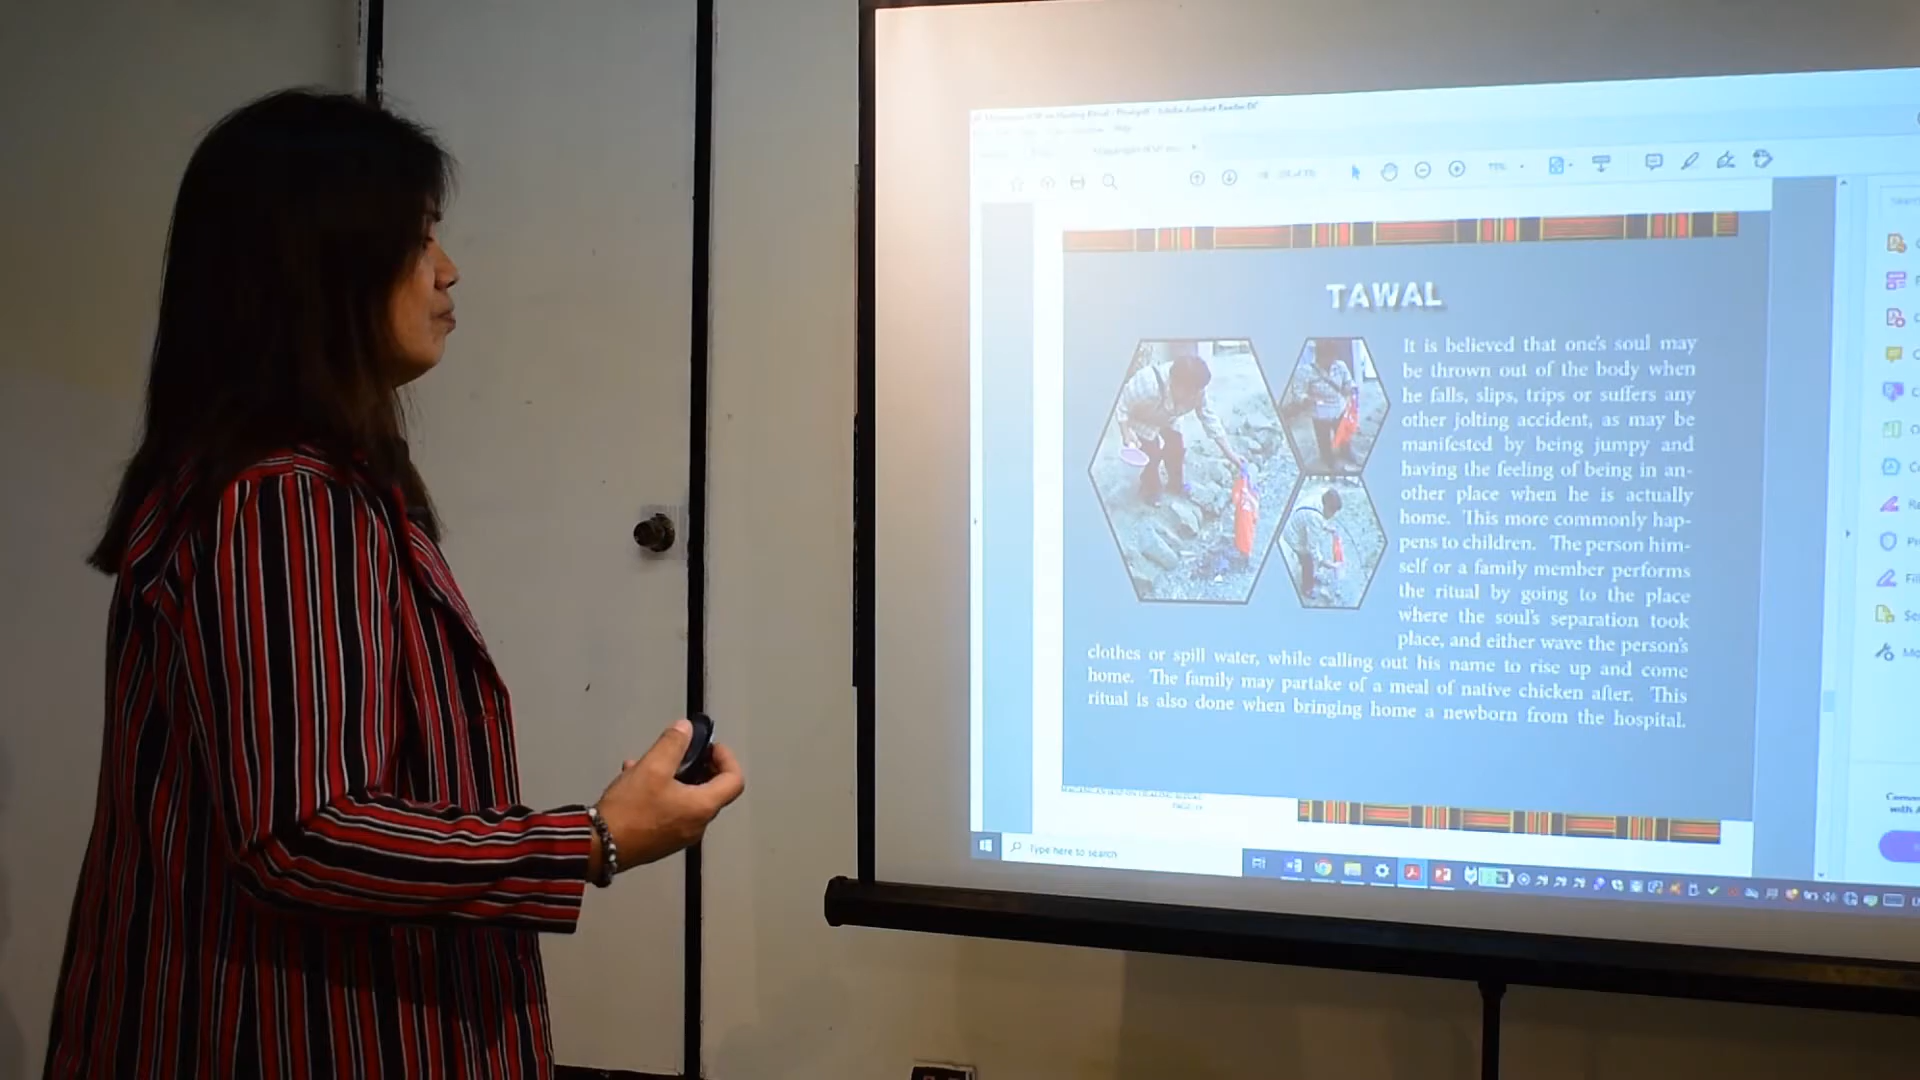 TAWAL
It is believed that one's soul may
be thrown out of the body when
he falls, slips, trips or suffers any
other jolting accident, as may be
manifested by being jumpy and
having the feeling of being in an-
other place when he is actually
home. This more commonly hap-
pens to children. The person him-
self or a family member performs
the ritual by going to the place
where the soul's separation took
place, and either wave the person's
clothes or spill water, while calling out his name to rise up and come
home. The family may partake of a meal of native chicken after. This
ritual is also done when bringing home a newborn from the hospital.
Type here to search